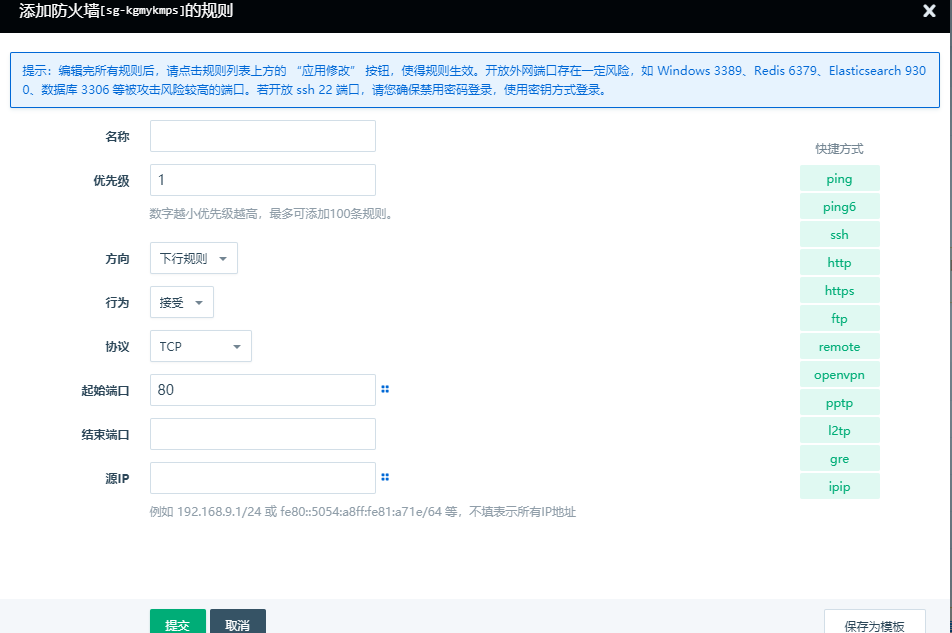 添加防火墙[sg-kgmykmps]的规则
提示：编辑完所有规则后，请点击规则列表上方的 “应用修改” 按钮，使得规则生效。开放外网端口存在一定风险，如 Windows 3389、Redis 6379、Elasticsearch 930
0、数据库 3306 等被攻击风险较高的端口。若开放 ssh 22 端口，请您确保禁用密码登录，使用密钥方式登录。
名称
优先级 1
数字越小优先级越高，最多可添加100条规则。
方向 下行规则
行为 接受
协议 TCP
起始端口 80
结束端口
源IP
例如 192.168.9.1/24 或 fe80::5054:a8ff:fe81:a71e/64 等，不填表示所有IP地址
快捷方式
ping
ping6
ssh
http
https
ftp
remote
openvpn
pptp
l2tp
gre
ipip
提交 取消 保存为模板